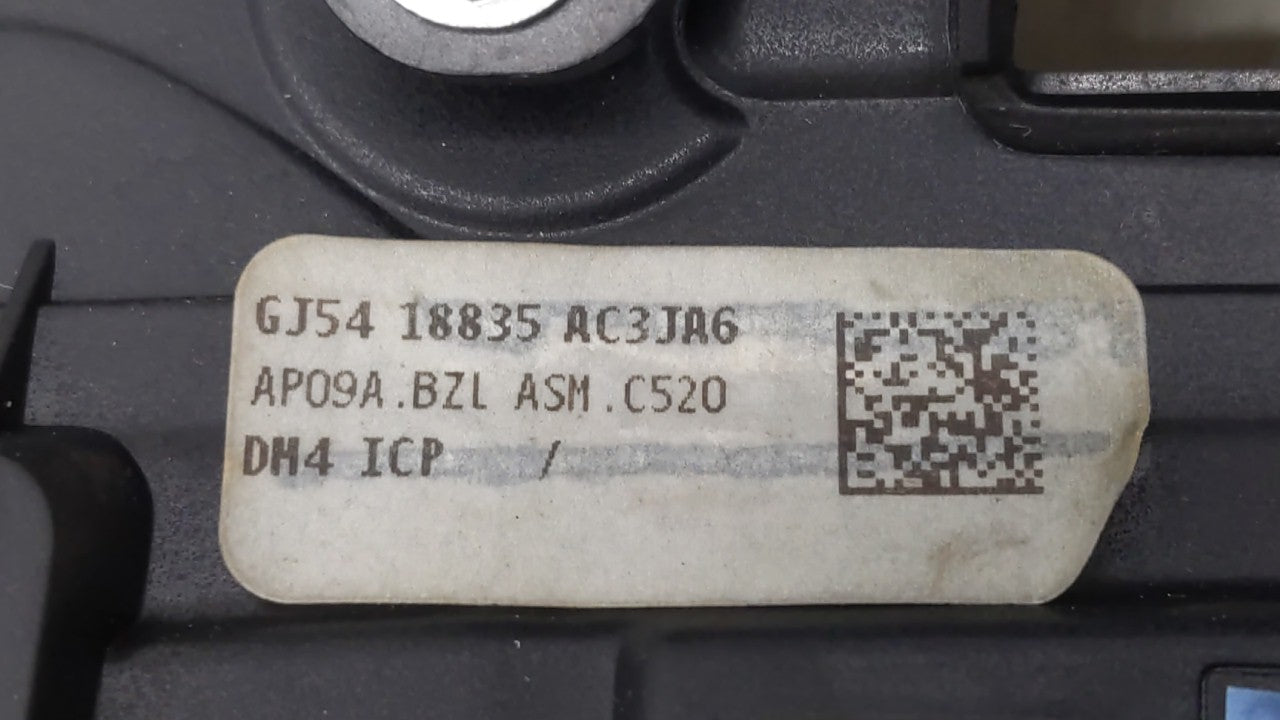 GJ54 18835 AC3JA6
AP09A.BZL ASM.C520
DM4 ICP /